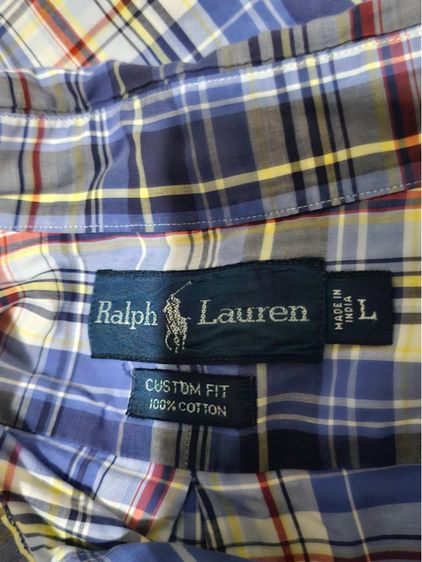 Ralph Lauren
MADE IN
INDIA
L
CUSTOM FIT
100% COTTON